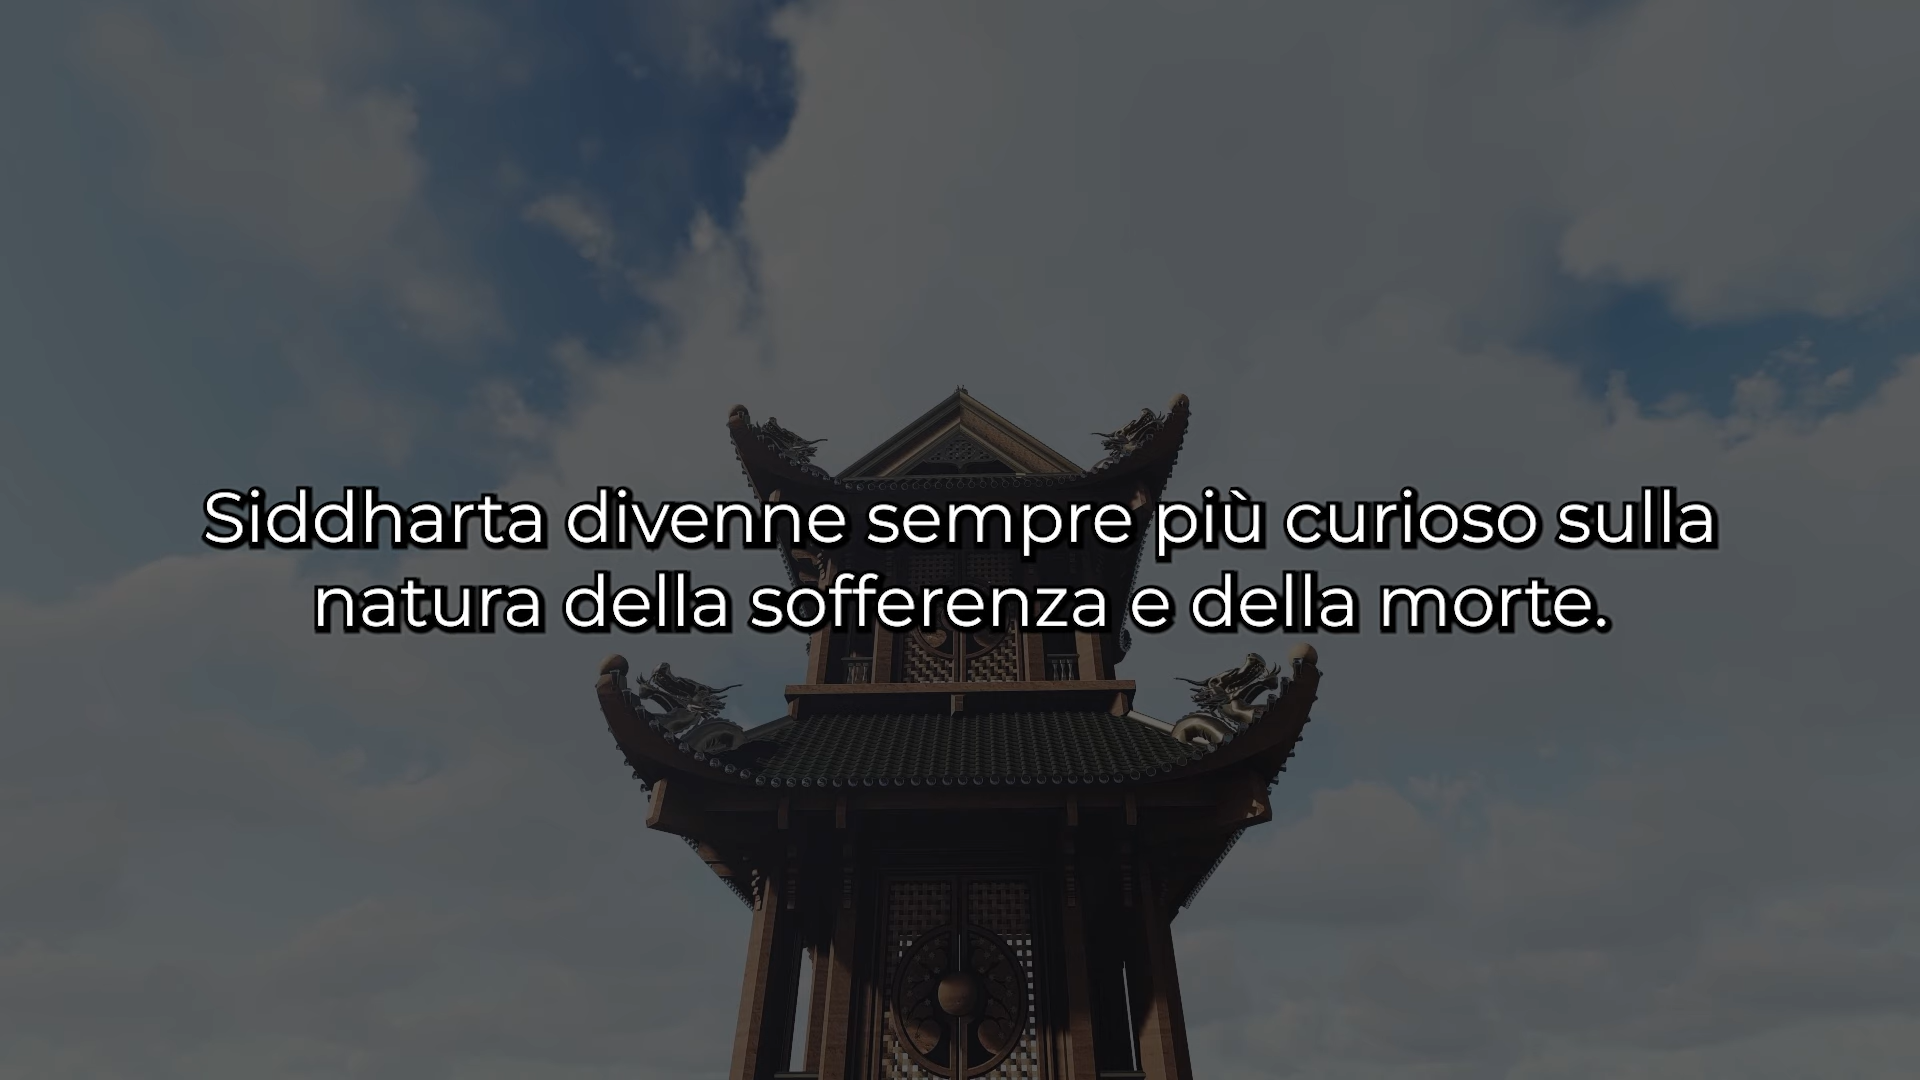 Siddharta divenne sempre più curioso sulla
natura della sofferenza e della morte.